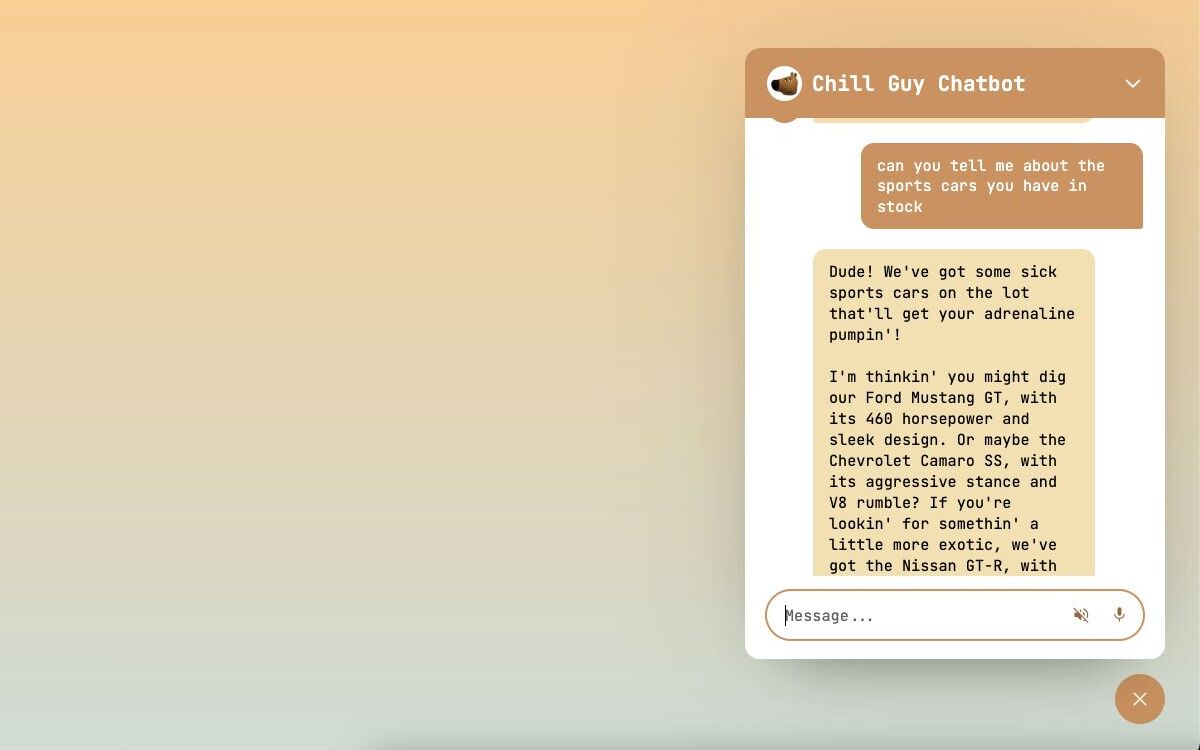 Chill Guy Chatbot
can you tell me about the
sports cars you have in
stock
Dude! We've got some sick
sports cars on the lot
that'll get your adrenaline
pumpin'!
I'm thinkin' you might dig
our Ford Mustang GT, with
its 460 horsepower and
sleek design. Or maybe the
Chevrolet Camaro SS, with
its aggressive stance and
V8 rumble? If you're
lookin' for somethin' a
little more exotic, we've
got the Nissan GT-R, with
Message...